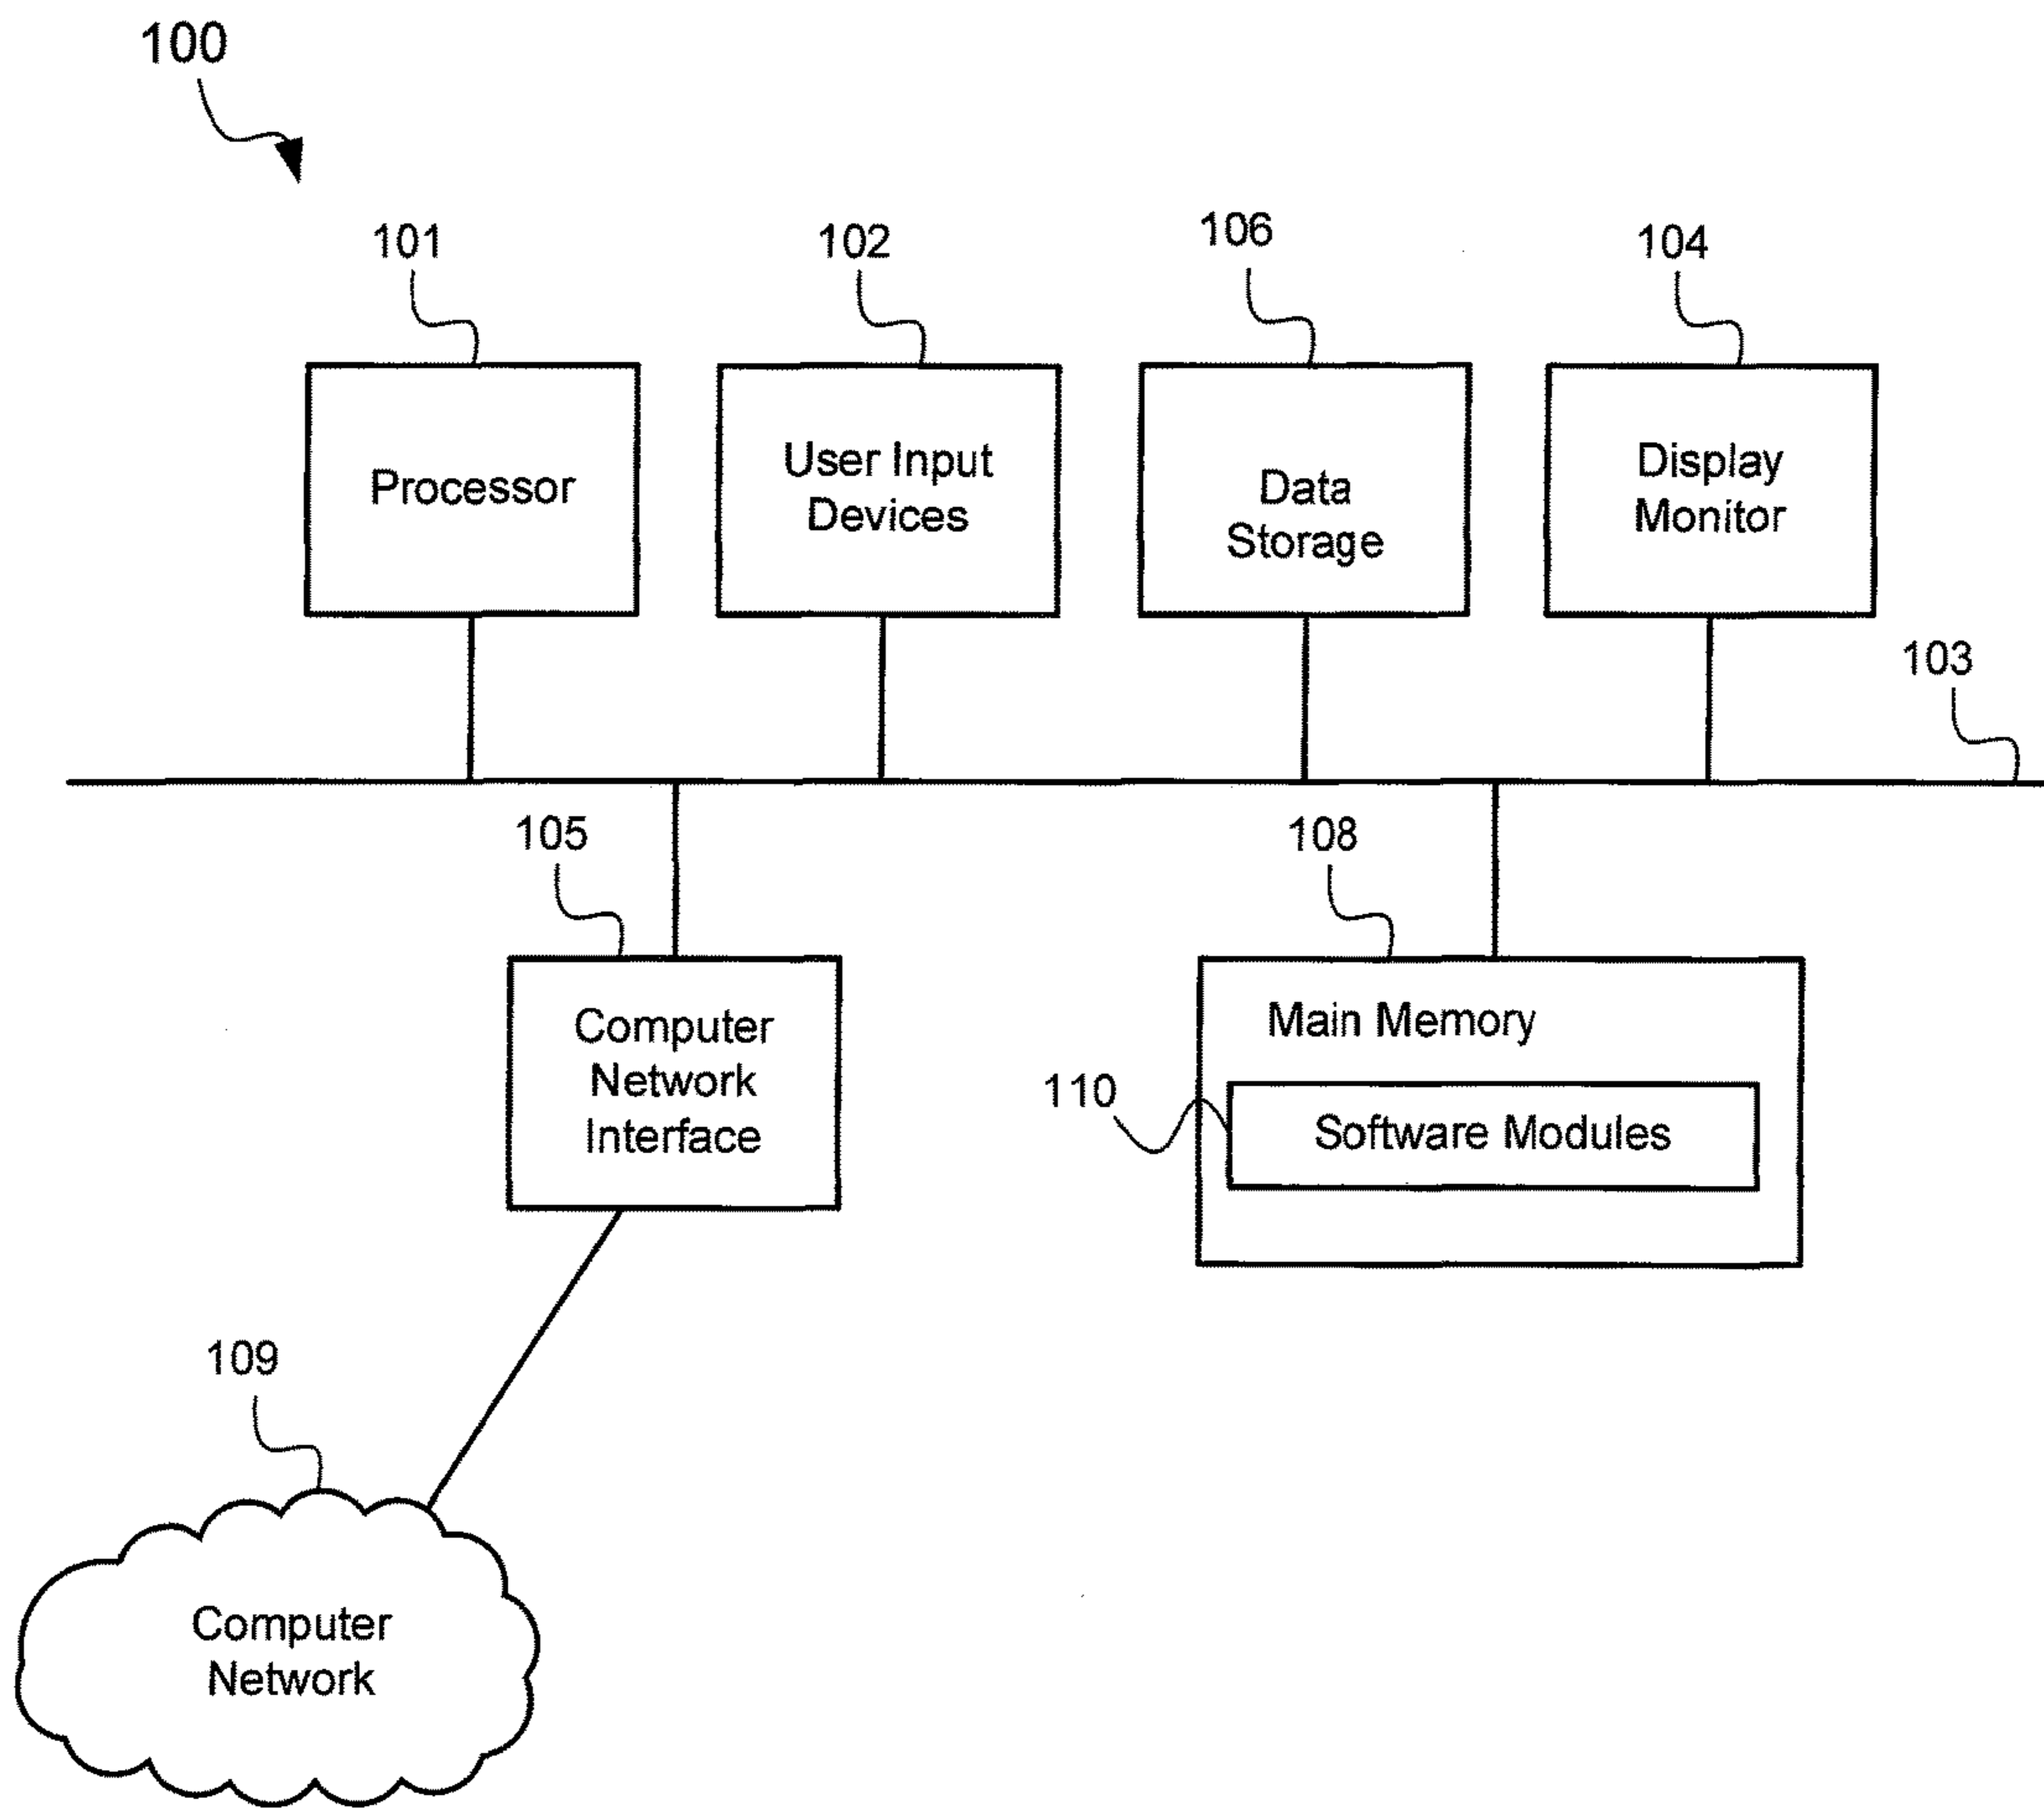 100
101
102
106
104
Processor
User Input
Devices
Data
Storage
Display
Monitor
103
105
108
Computer
Network
Interface
Main Memory
110
Software Modules
109
Computer
Network